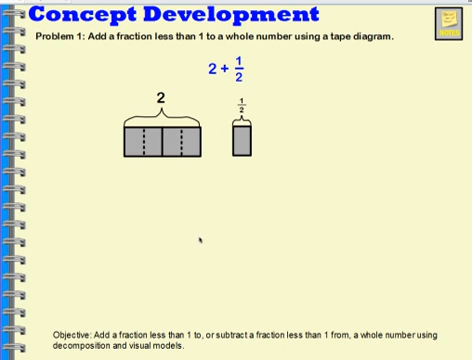 Concept Development
Problem 1: Add a fraction less than 1 to a whole number using a tape diagram.
2 + 1/2
2
1/2
Objective: Add a fraction less than 1 to, or subtract a fraction less than 1 from, a whole number using
decomposition and visual models.